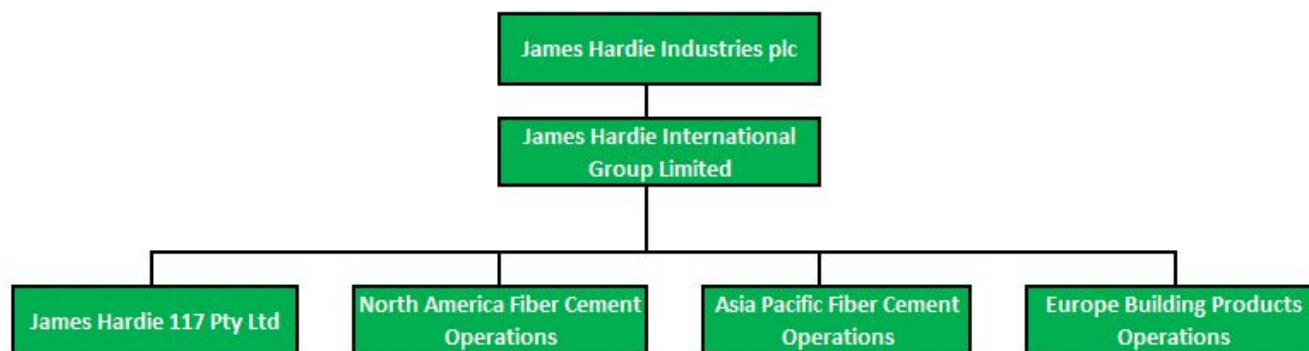 James Hardie Industries plc
James Hardie International
Group Limited
James Hardie 117 Pty Ltd
North America Fiber Cement
Operations
Asia Pacific Fiber Cement
Operations
Europe Building Products
Operations